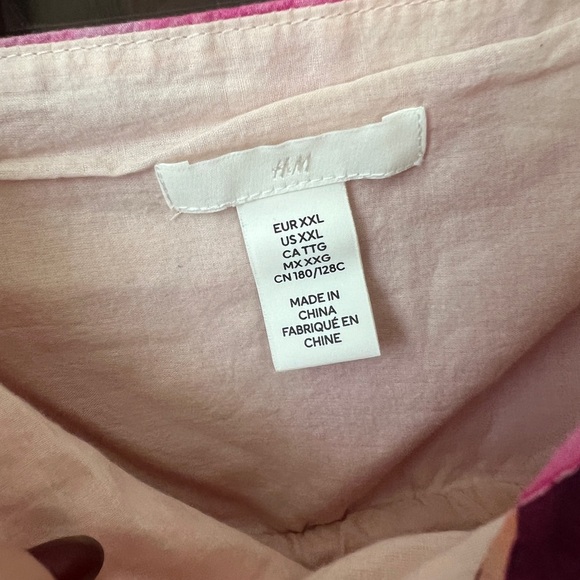 H&M
EUR XXL
US XXL
CA TTG
MX XXG
CN 180/128C
MADE IN
CHINA
FABRIQUÉ EN
CHINE